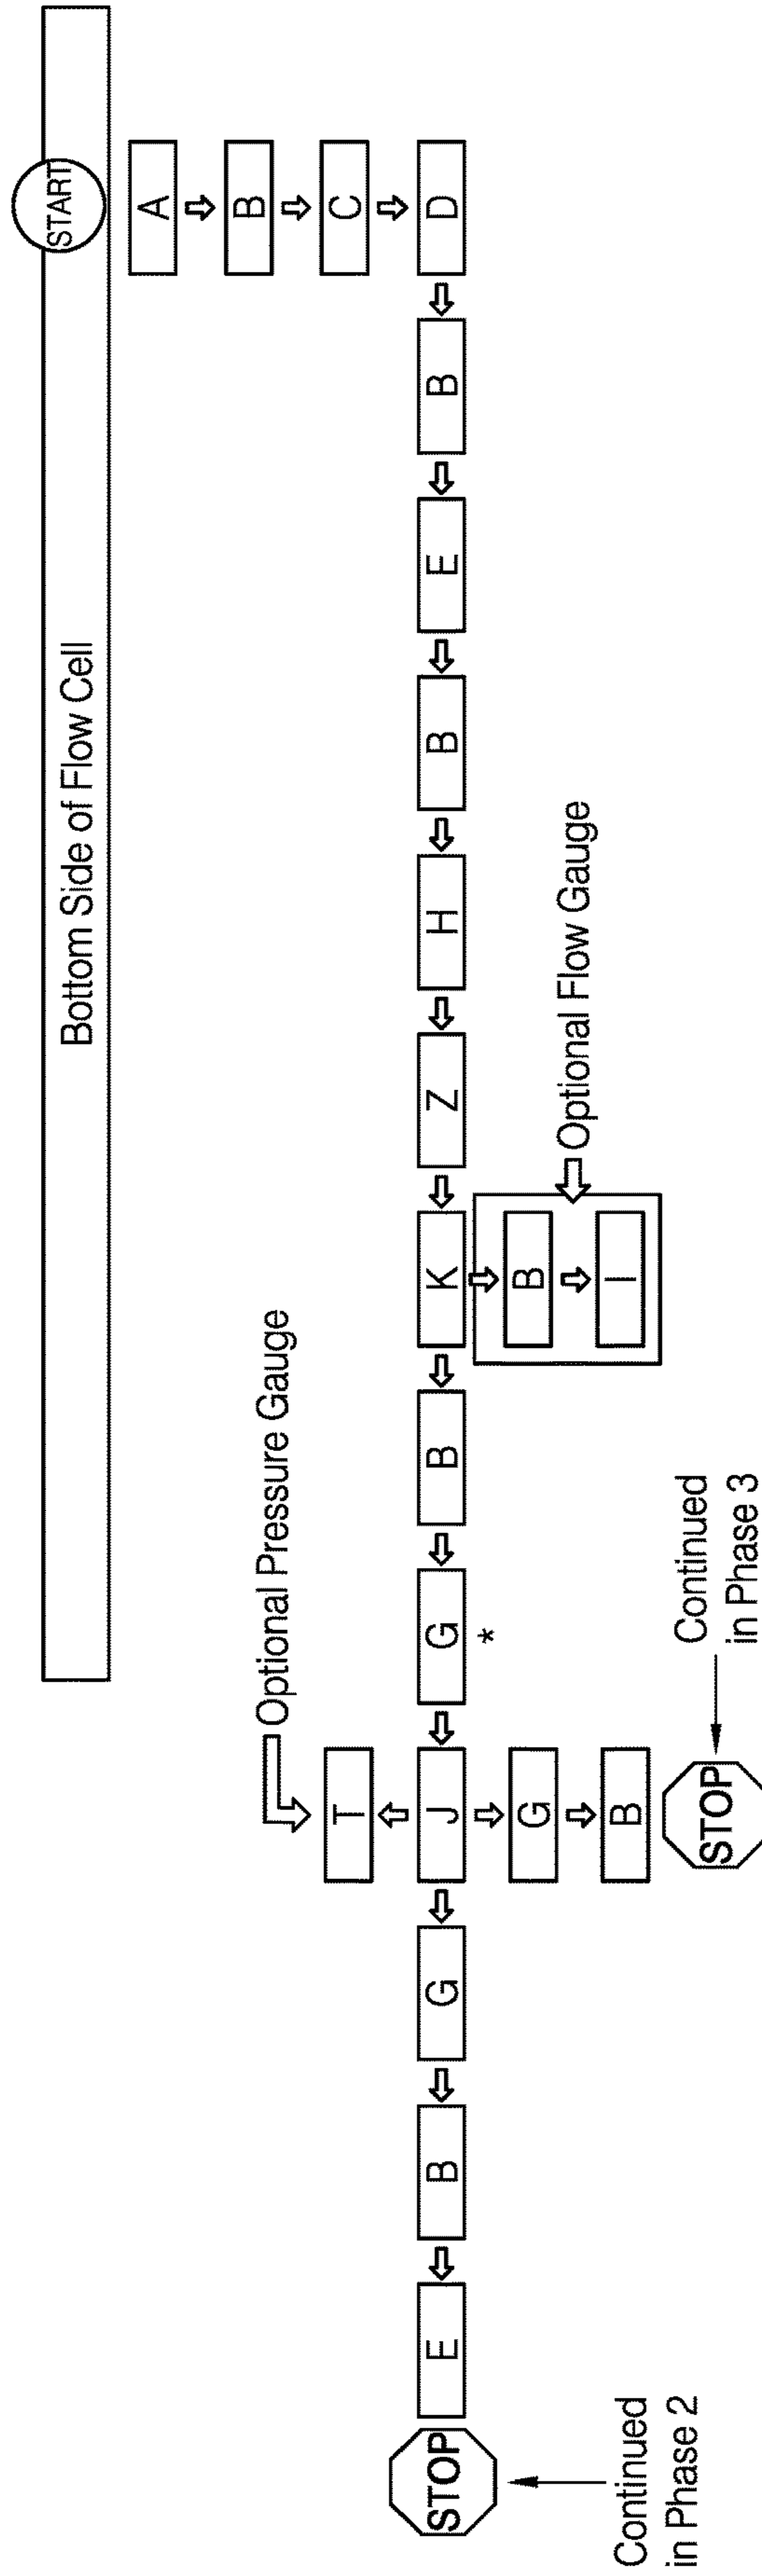 Bottom Side of Flow Cell
START
A
B
Optional Pressure Gauge
T
C
STOP
E
B
G
J
G
B
K
Z
H
B
E
B
D
*
G
B
Optional Flow Gauge
B
I
Continued
in Phase 2
STOP
Continued
in Phase 3